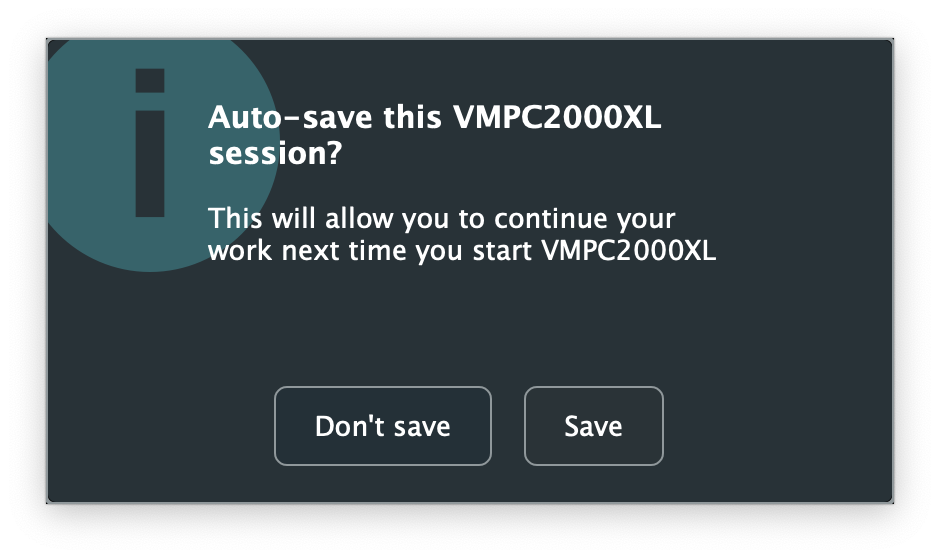 Auto-save this VMPC2000XL
session?
This will allow you to continue your
work next time you start VMPC2000XL
Don't save
Save